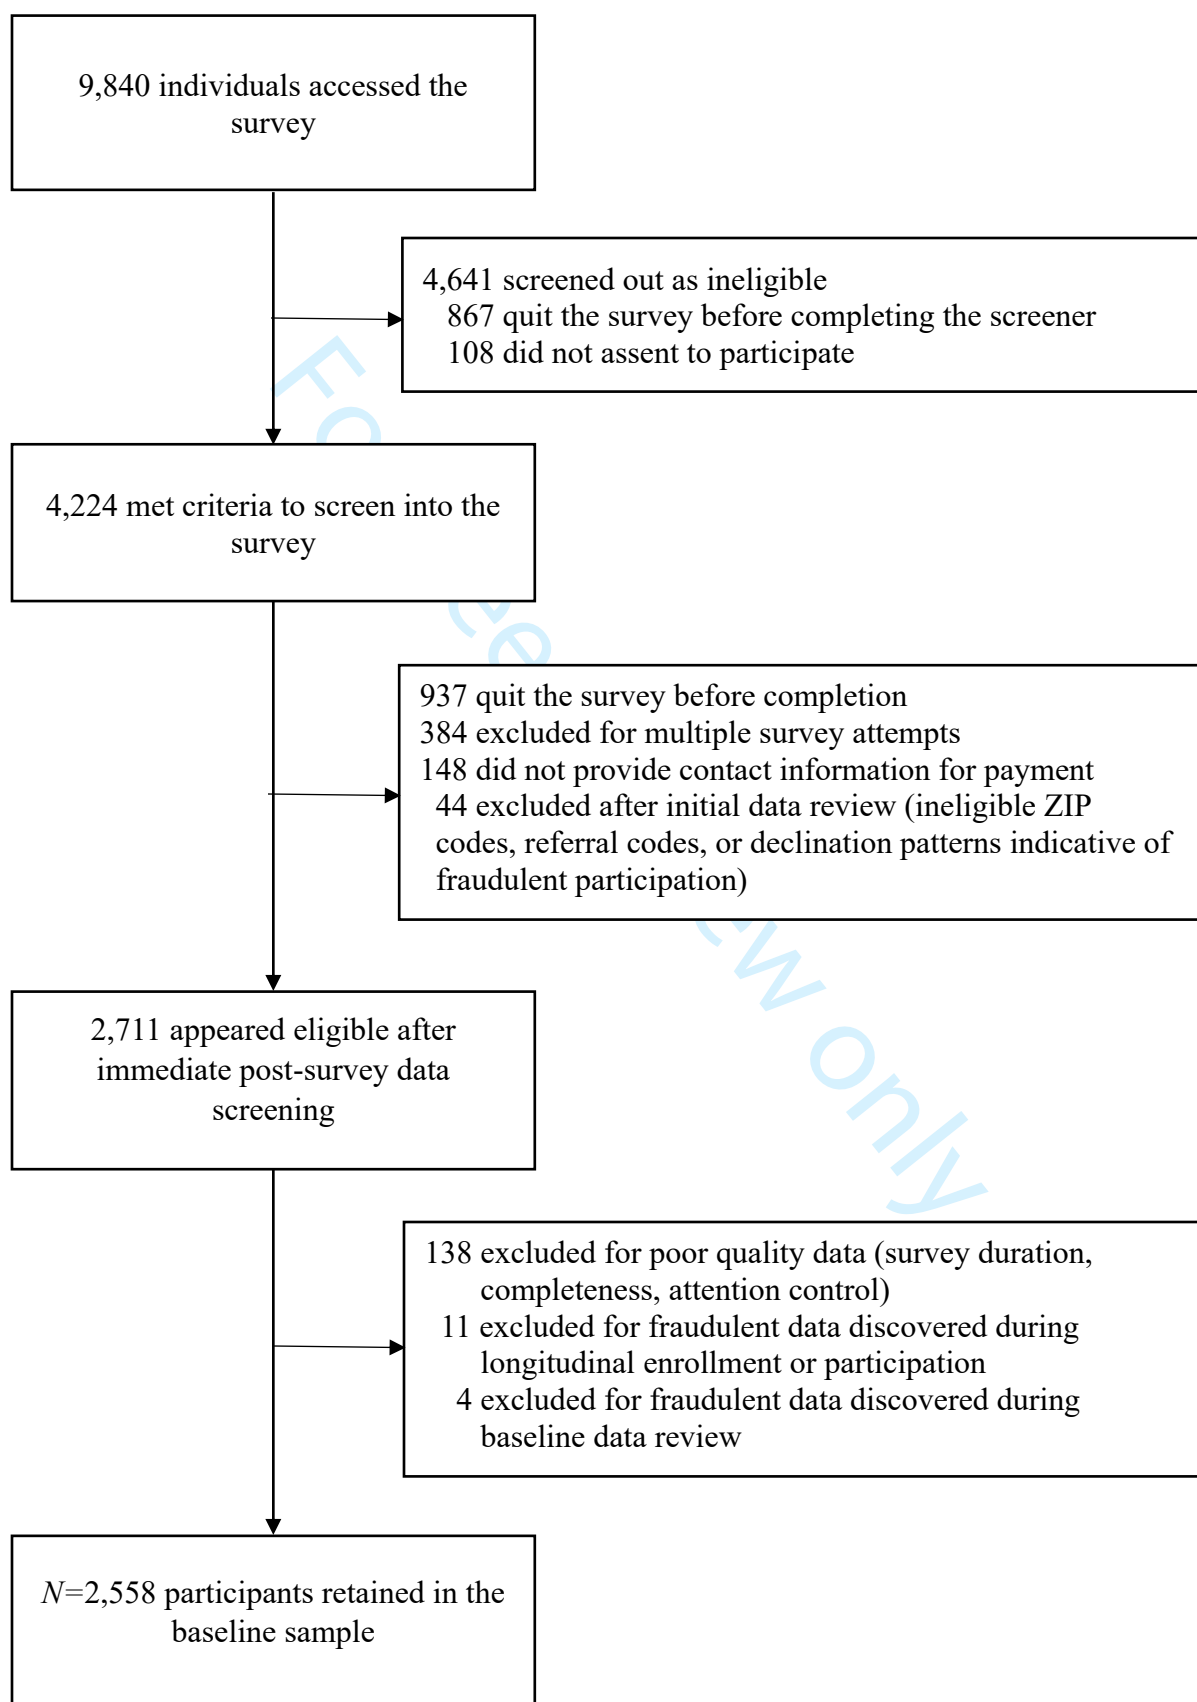 9,840 individuals accessed the
survey
4,641 screened out as ineligible
867 quit the survey before completing the screener
108 did not assent to participate
4,224 met criteria to screen into the
survey
937 quit the survey before completion
384 excluded for multiple survey attempts
148 did not provide contact information for payment
44 excluded after initial data review (ineligible ZIP
codes, referral codes, or declination patterns indicative of
fraudulent participation)
2,711 appeared eligible after
immediate post-survey data
screening
138 excluded for poor quality data (survey duration,
completeness, attention control)
11 excluded for fraudulent data discovered during
longitudinal enrollment or participation
4 excluded for fraudulent data discovered during
baseline data review
N=2,558 participants retained in the
baseline sample
only